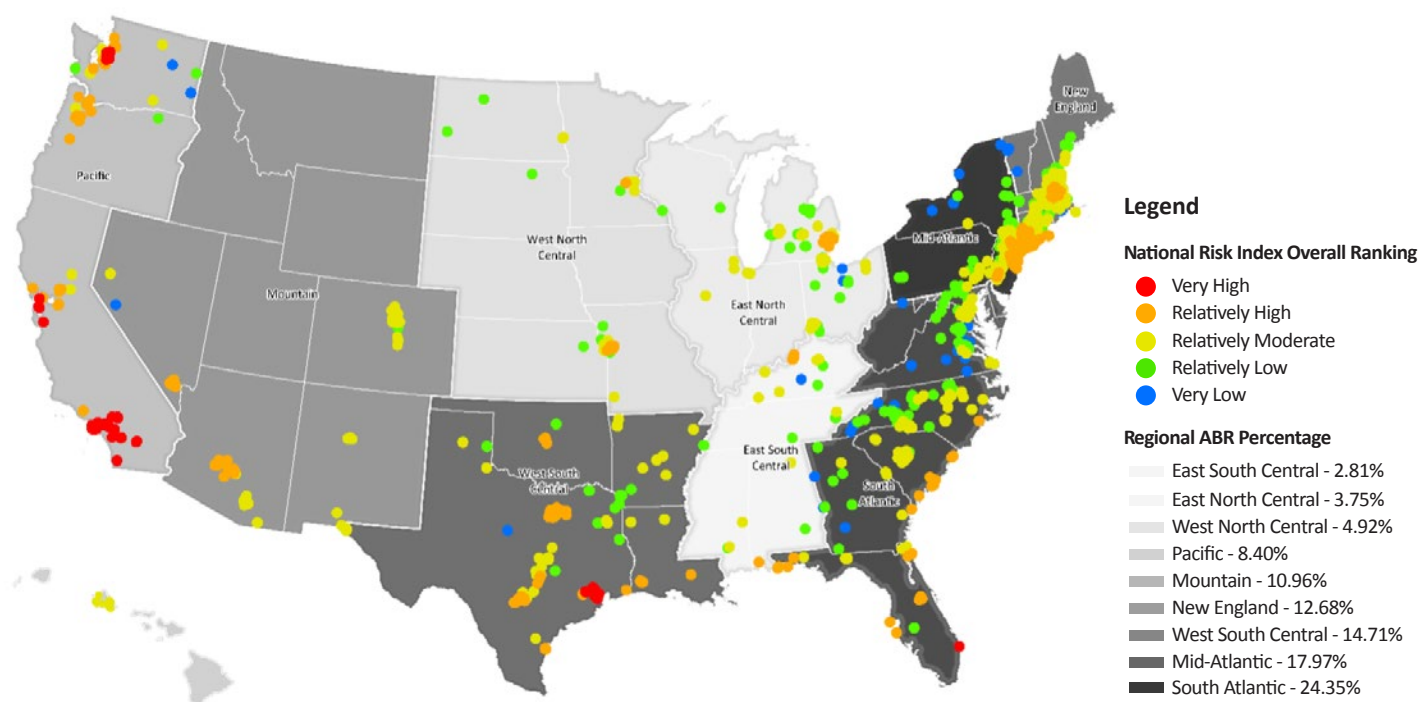 New
England
Pacific
Mid-Atlantic
West North
Central
Mountain
East North
Central
East South
Central
West South
Central
South
Atlantic
Legend
National Risk Index Overall Ranking
Very High
Relatively High
Relatively Moderate
Relatively Low
Very Low
Regional ABR Percentage
East South Central - 2.81%
East North Central - 3.75%
West North Central - 4.92%
Pacific - 8.40%
Mountain - 10.96%
New England - 12.68%
West South Central - 14.71%
Mid-Atlantic - 17.97%
South Atlantic - 24.35%